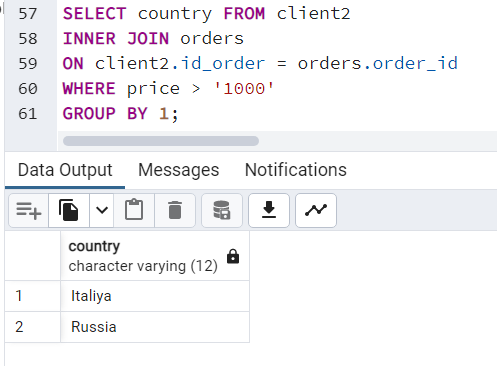 57 SELECT country FROM client2
58 INNER JOIN orders
59 ON client2.id_order = orders.order_id
60 WHERE price > '1000'
61 GROUP BY 1;
Data Output Messages Notifications
country
character varying (12)
1 Italiya
2 Russia